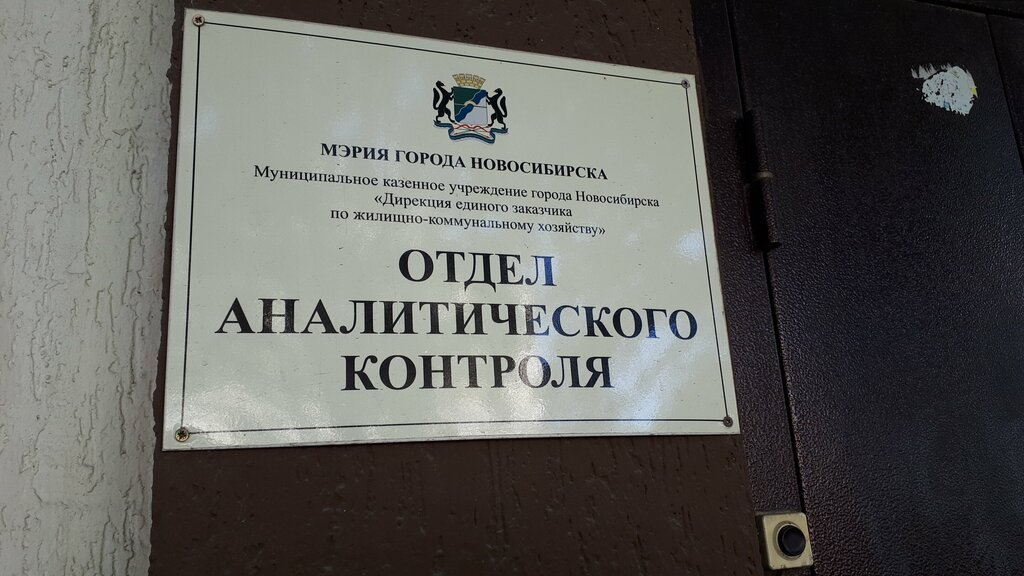 МЭРИЯ ГОРОДА НОВОСИБИРСКА
Муниципальное казенное учреждение города Новосибирска
«Дирекция единого заказчика
по жилищно-коммунальному хозяйству»
ОТДЕЛ
АНАЛИТИЧЕСКОГО
КОНТРОЛЯ